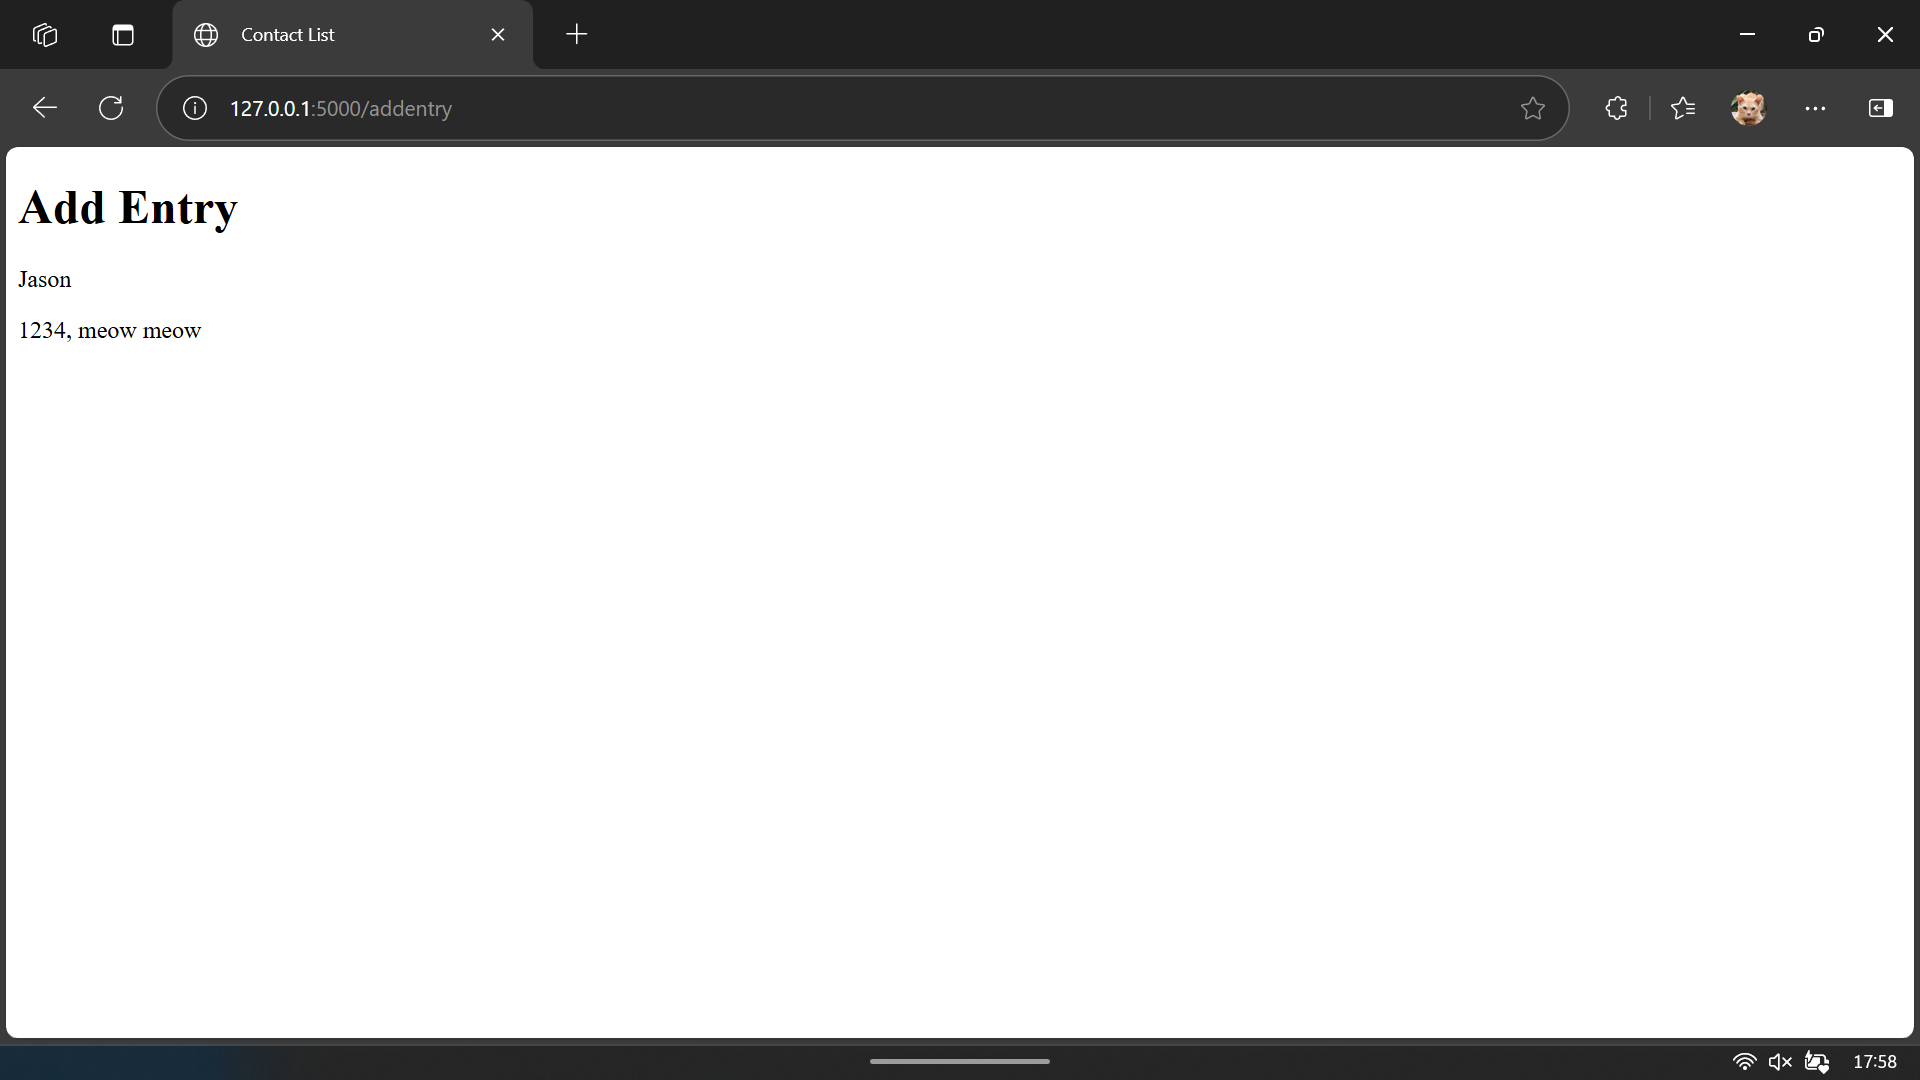 Contact List
127.0.0.1:5000/addentry
Add Entry
Jason
1234, meow meow
17:58